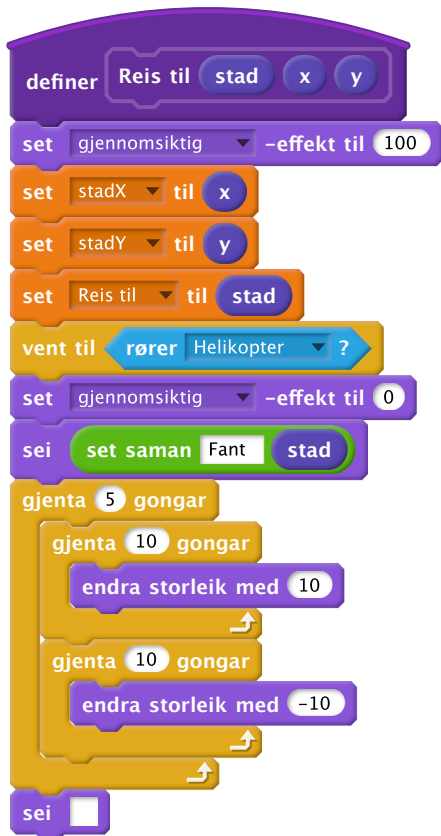 definer Reis til stad x y
set gjennomsiktig -effekt til 100
set stadX til x
set stadY til y
set Reis til til stad
vent til rører Helikopter ?
set gjennomsiktig -effekt til 0
sei set saman Fant stad
gjenta 5 gongar
gjenta 10 gongar
endra storleik med 10
gjenta 10 gongar
endra storleik med -10
sei